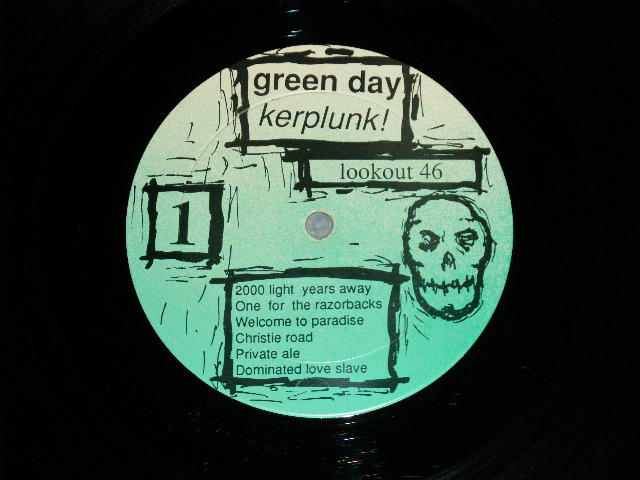 green day
kerplunk!
lookout 46
1
2000 light years away
One for the razorbacks
Welcome to paradise
Christie road
Private ale
Dominated love slave